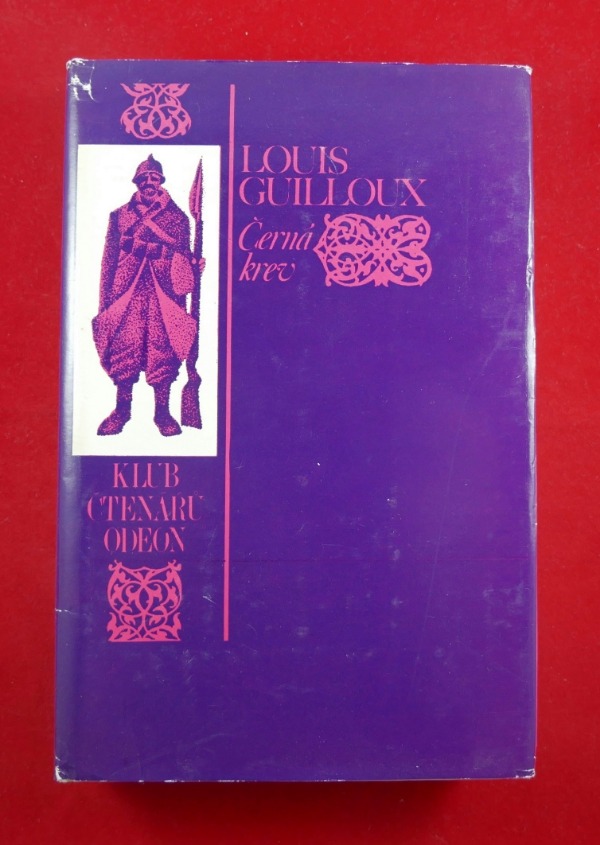 LOUIS
GUILLOUX
Černá
krev
KLUB
ČTENÁŘŮ
ODEON